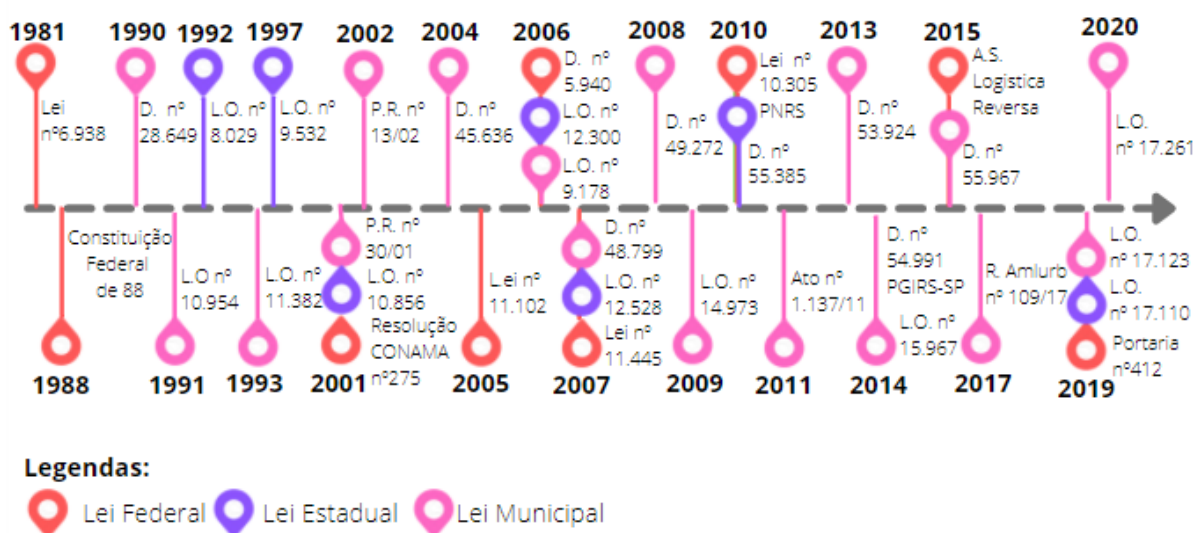 1981
Lei
nº6.938
1990
D. nº
28.649
1992
L.O. nº
8.029
1997
L.O. nº
9.532
2002
P.R. nº
13/02
2004
D. nº
45.636
2006
D. nº
5.940
L.O. nº
12.300
L.O. nº
9.178
2008
D. nº
49.272
2010
Lei nº
10.305
PNRS
D. nº
55.385
2013
D. nº
53.924
2015
A.S.
Logistica
Reversa
D. nº
55.967
2020
L.O.
nº 17.261
Constituição
Federal
de 88
1988
L.O nº
10.954
1991
L.O. nº
11.382
1993
P.R. nº
30/01
L.O. nº
10.856
Resolução
CONAMA
nº275
2001
Lei nº
11.102
2005
D. nº
48.799
L.O. nº
12.528
Lei nº
11.445
2007
L.O. nº
14.973
2009
Ato nº
1.137/11
2011
D. nº
54.991
PGIRS-SP
L.O. nº
15.967
2014
R. Amlurb
nº 109/17
2017
L.O.
nº 17.123
L.O.
nº 17.110
Portaria
nº412
2019
Legendas:
Lei Federal
Lei Estadual
Lei Municipal